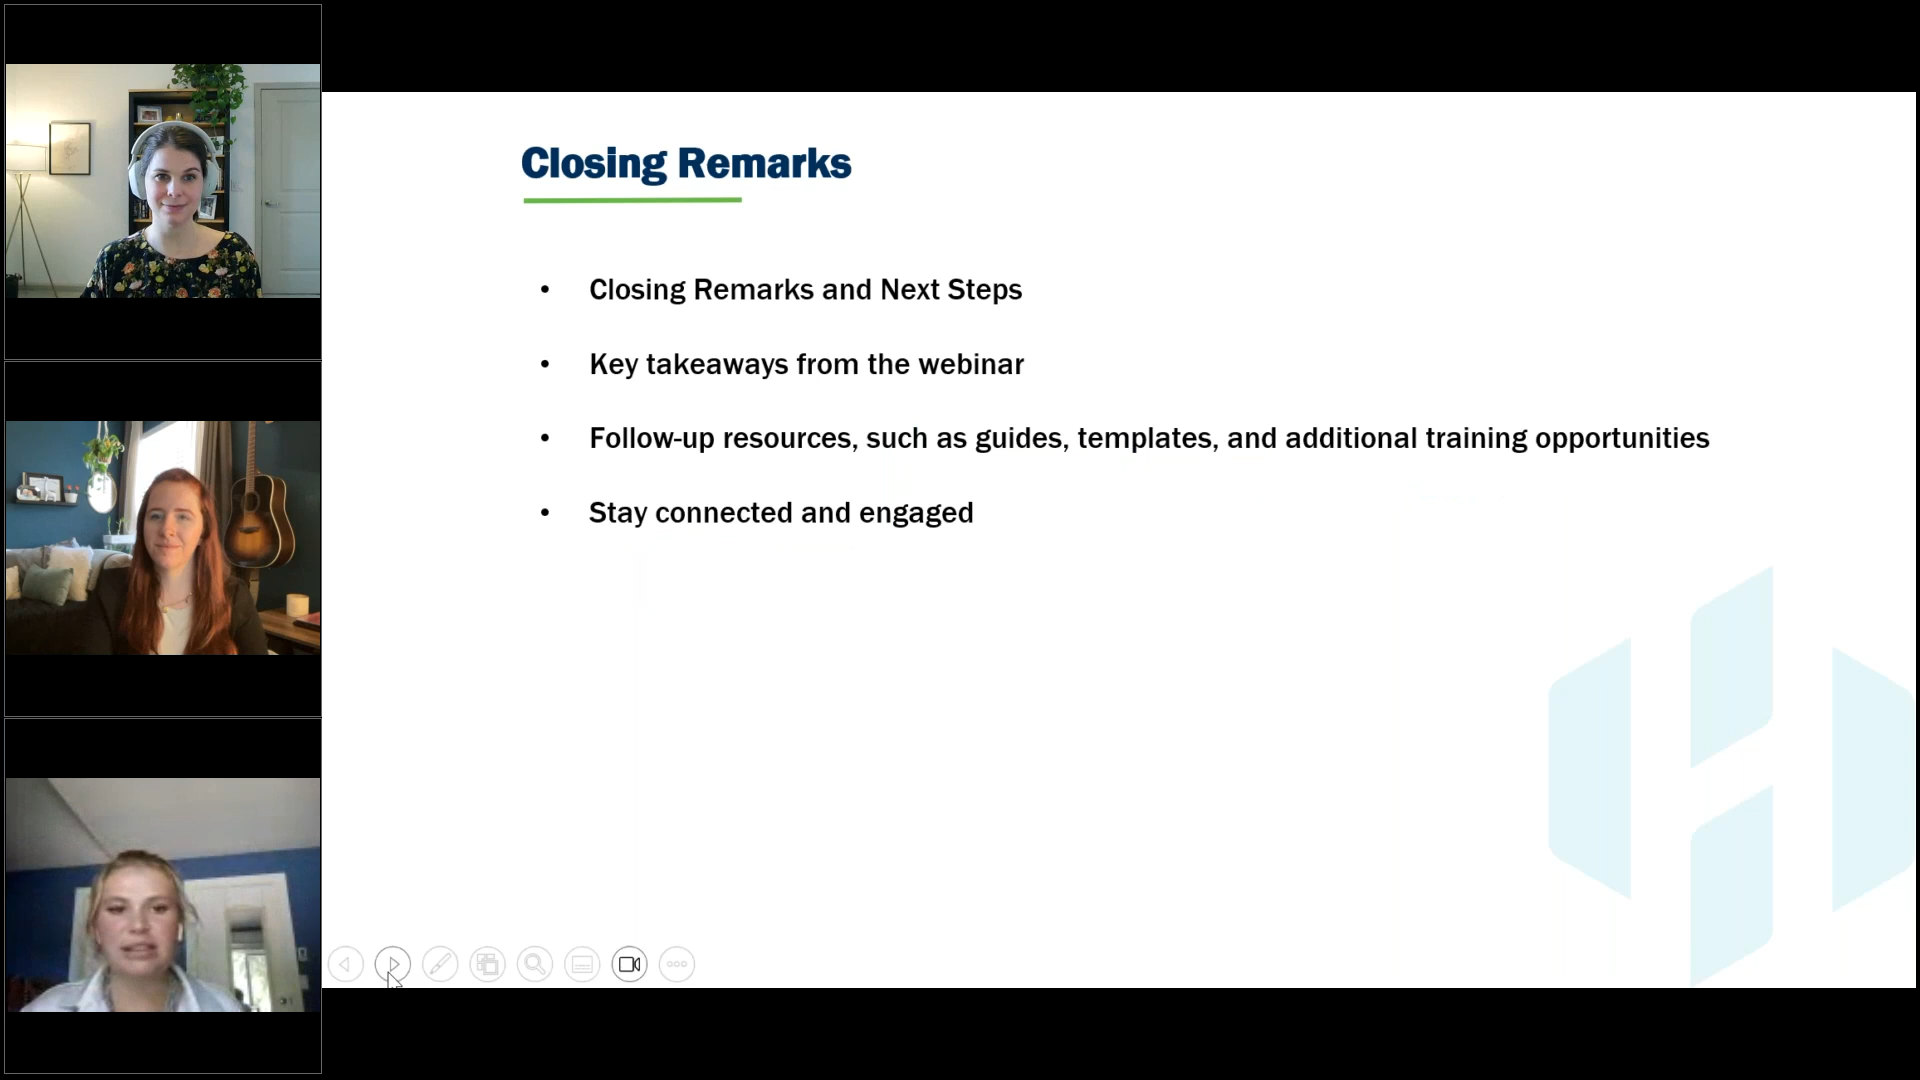 Closing Remarks
• Closing Remarks and Next Steps
• Key takeaways from the webinar
• Follow-up resources, such as guides, templates, and additional training opportunities
• Stay connected and engaged